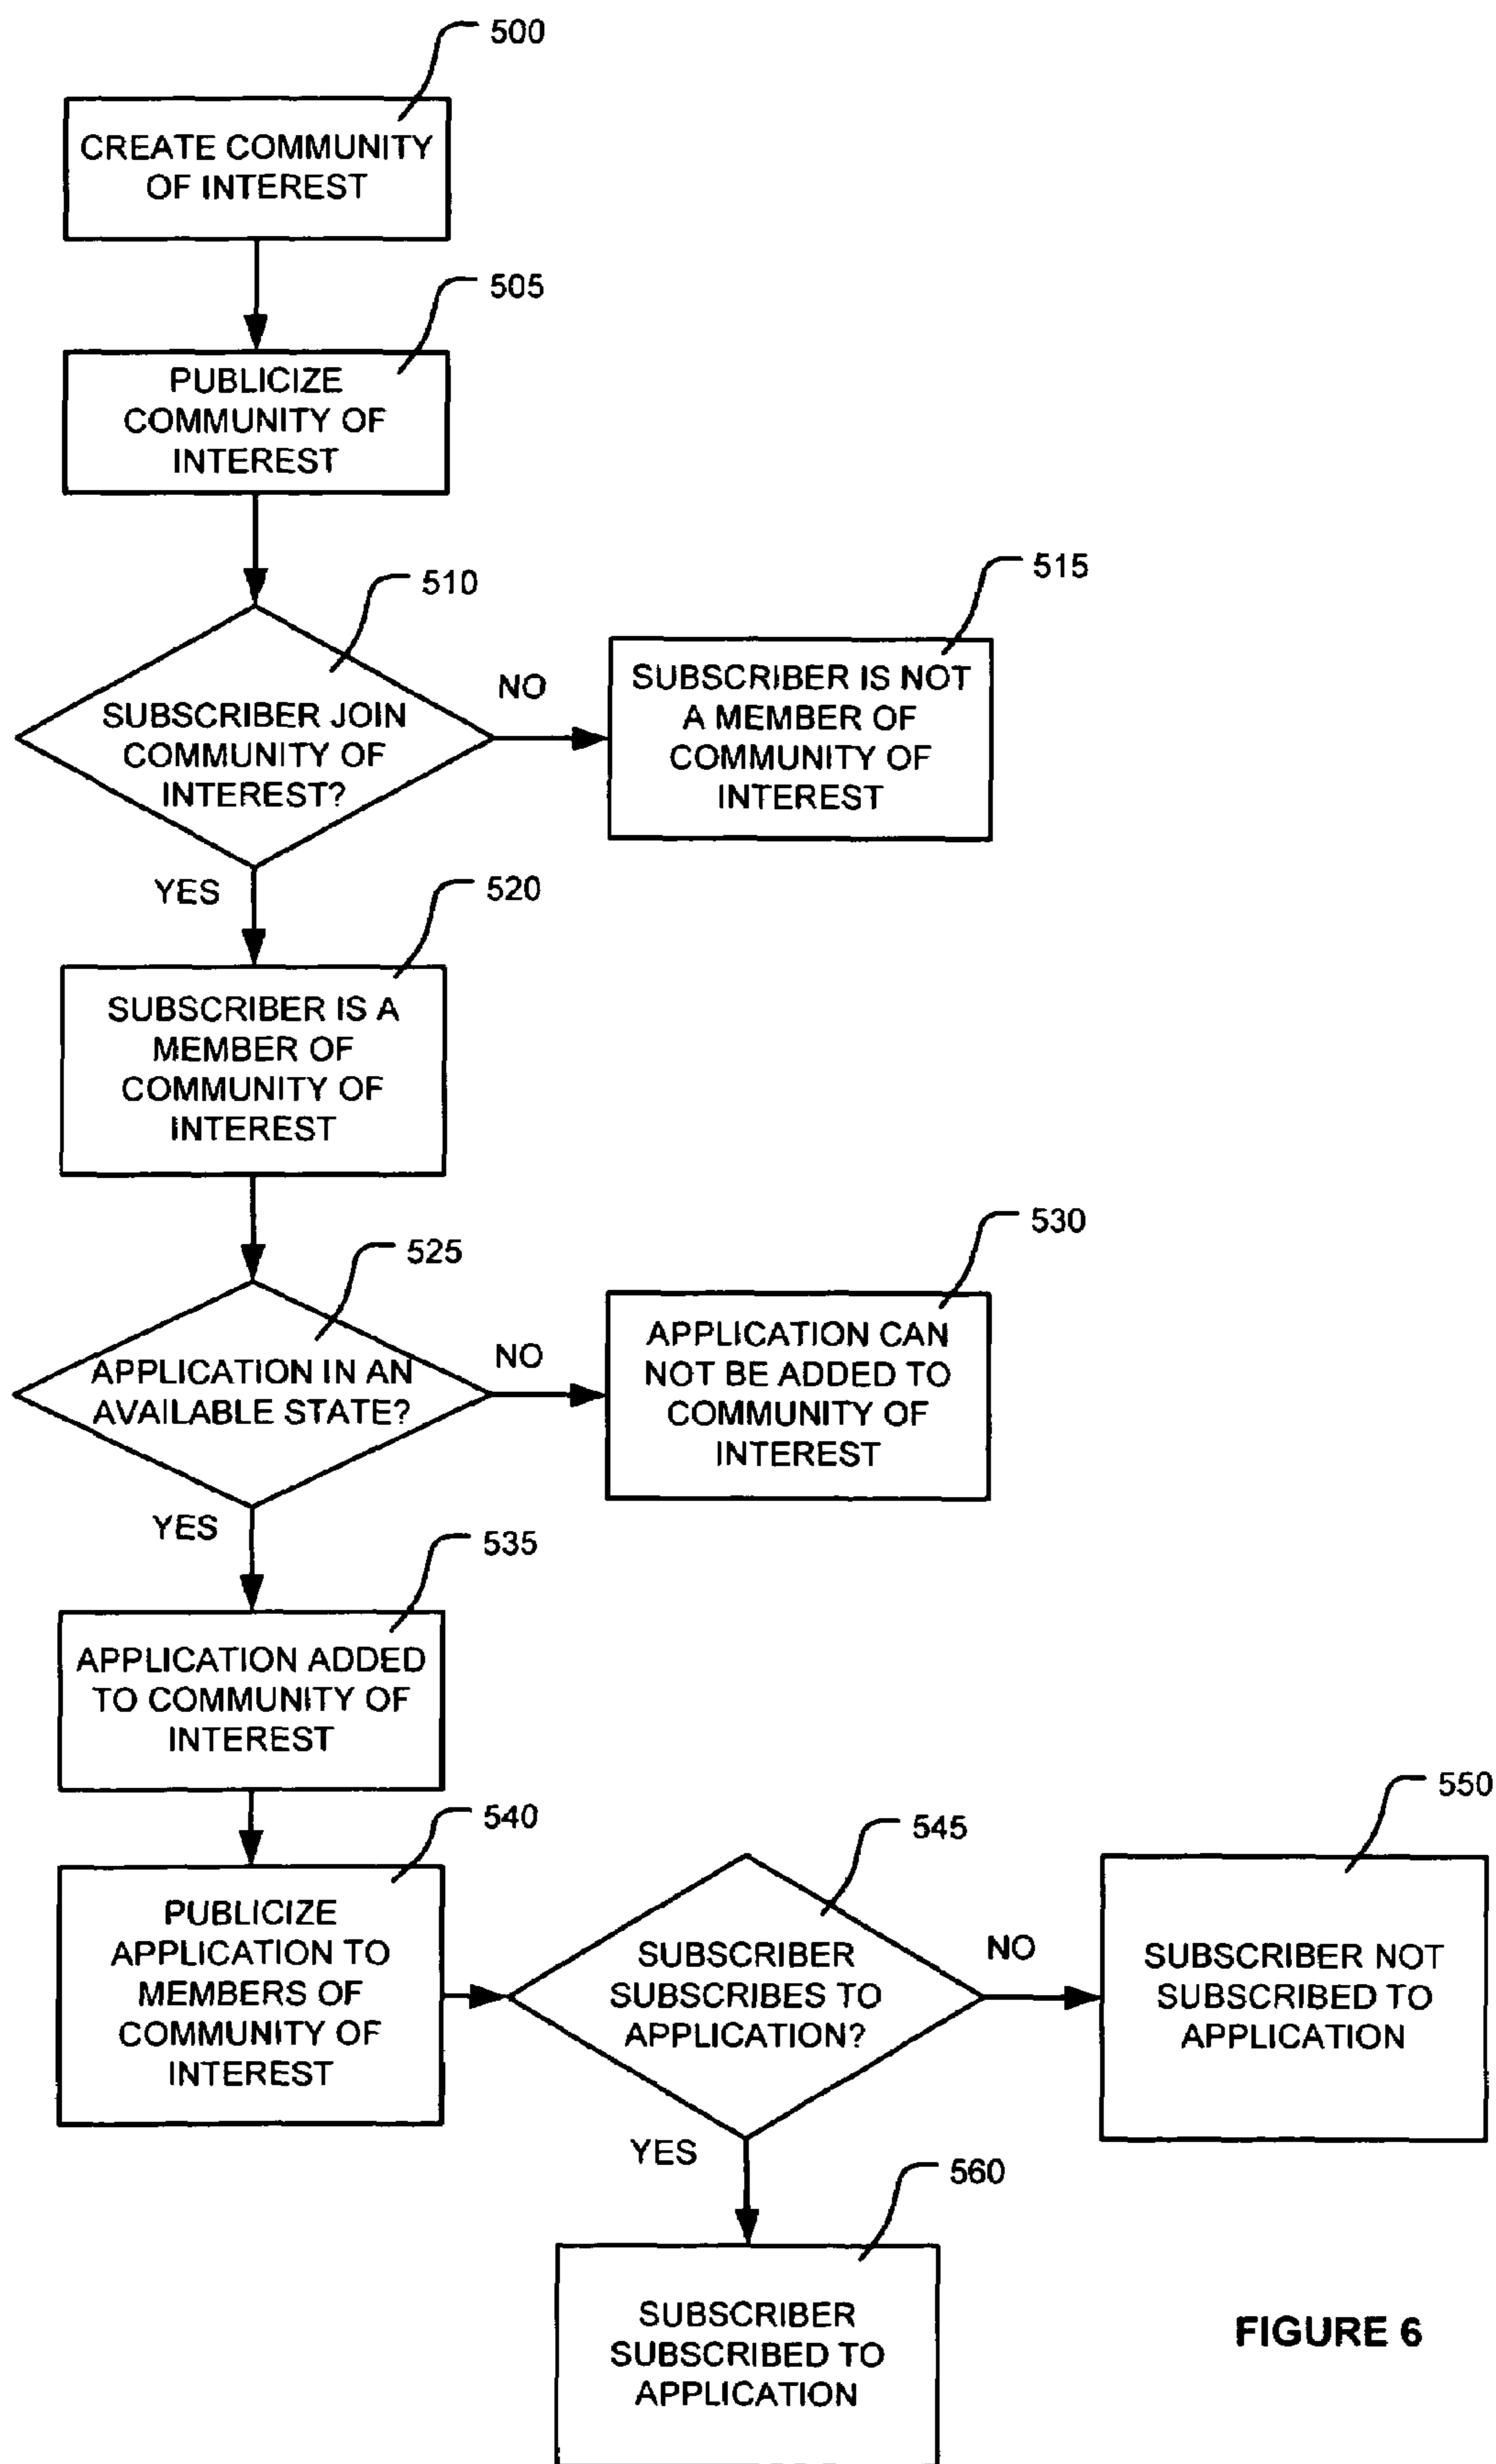 500
CREATE COMMUNITY
OF INTEREST
505
PUBLICIZE
COMMUNITY OF
INTEREST
510
SUBSCRIBER JOIN
COMMUNITY OF
INTEREST?
NO
515
SUBSCRIBER IS NOT
A MEMBER OF
COMMUNITY OF
INTEREST
YES
520
SUBSCRIBER IS A
MEMBER OF
COMMUNITY OF
INTEREST
525
APPLICATION IN AN
AVAILABLE STATE?
NO
530
APPLICATION CAN
NOT BE ADDED TO
COMMUNITY OF
INTEREST
YES
535
APPLICATION ADDED
TO COMMUNITY OF
INTEREST
540
PUBLICIZE
APPLICATION TO
MEMBERS OF
COMMUNITY OF
INTEREST
545
SUBSCRIBER
SUBSCRIBES TO
APPLICATION?
NO
550
SUBSCRIBER NOT
SUBSCRIBED TO
APPLICATION
YES
560
SUBSCRIBER
SUBSCRIBED TO
APPLICATION
FIGURE 6